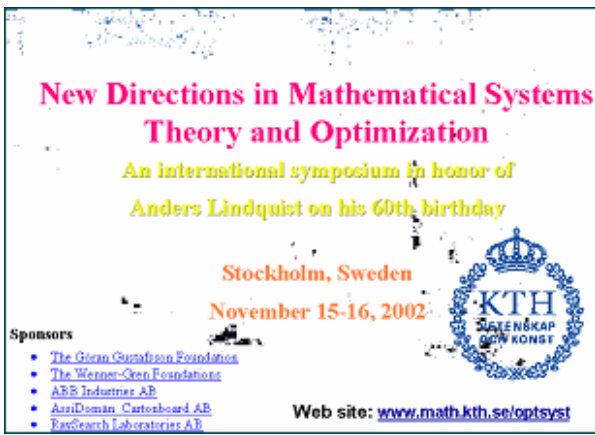 New Directions in Mathematical Systems
Theory and Optimization
An international symposium in honor of
Anders Lindquist on his 60th birthday
Stockholm, Sweden
November 15-16, 2002
KTH
VETENSKAP
OCH KONST
Sponsors
The Göran Gustafsson Foundation
The Wenner-Gren Foundations
ABB Industries AB
AssiDomän Cartonboard AB
RaySearch Laboratories AB
Web site: www.math.kth.se/optsyst